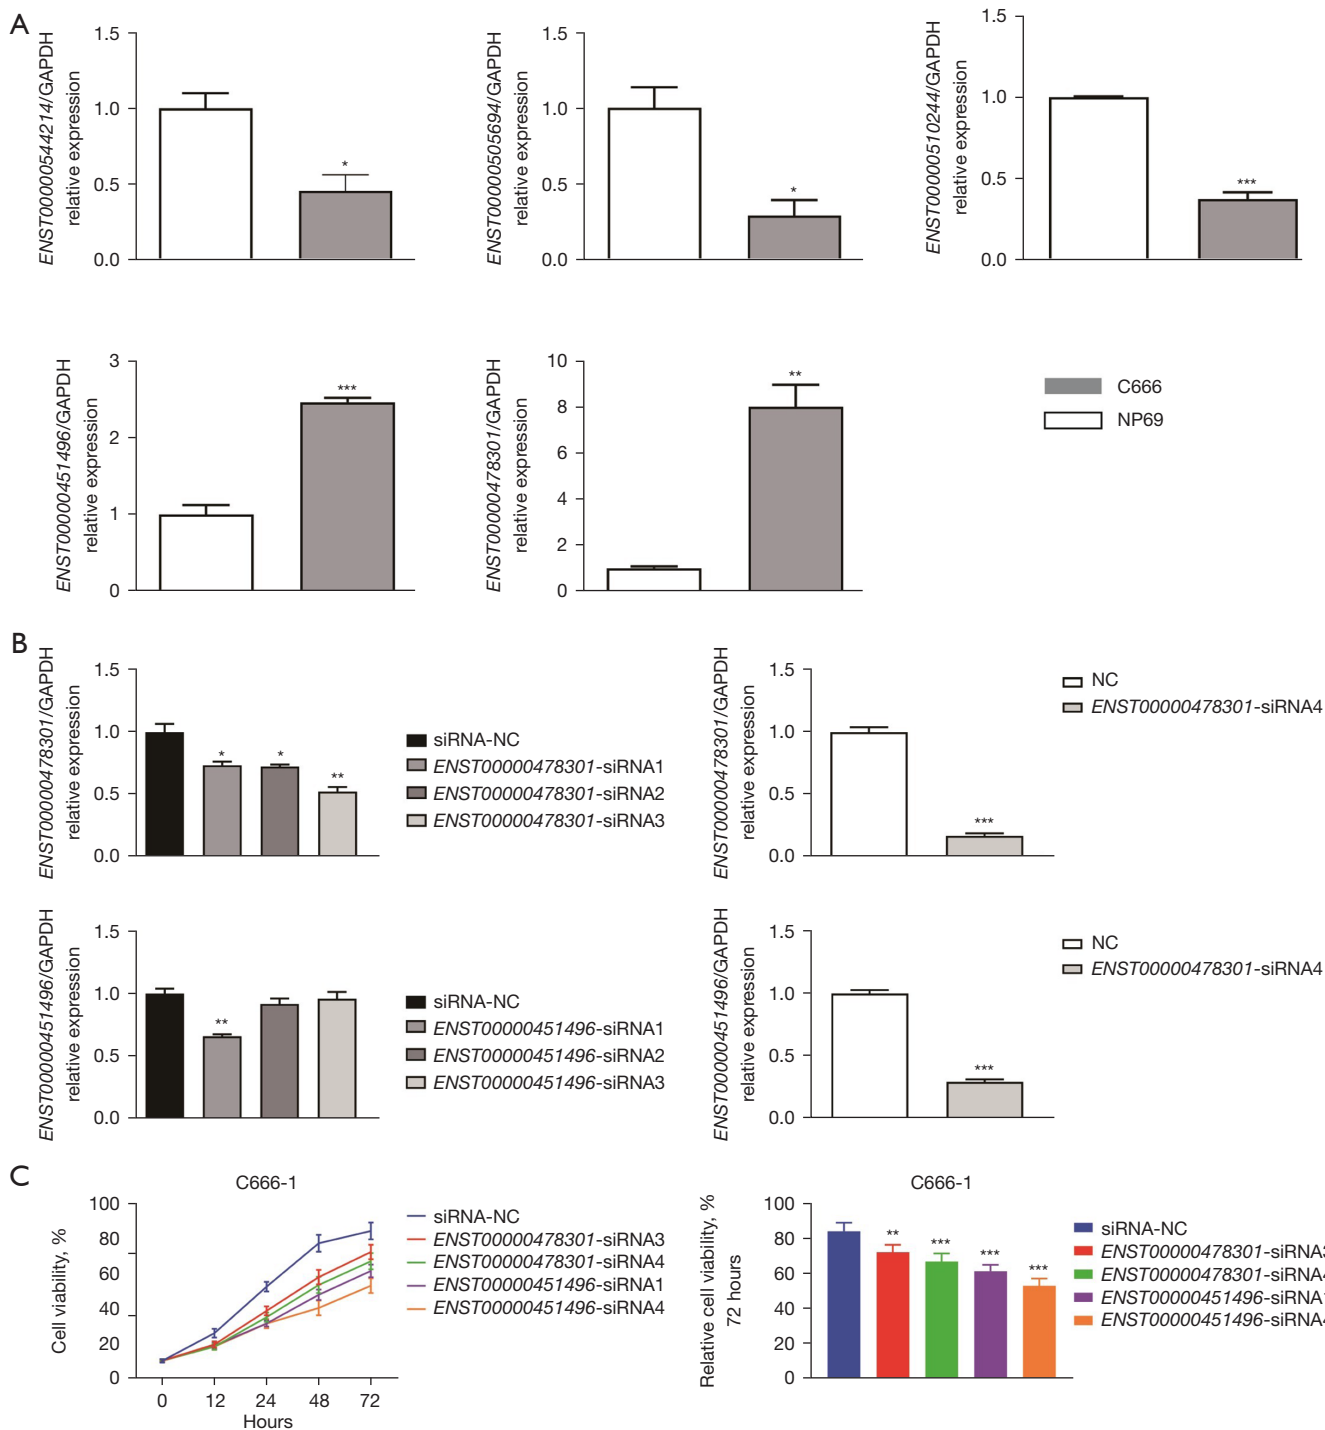 A
ENST00000544214/GAPDH
relative expression
1.5
1.0
0.5
0.0
*
ENST00000505694/GAPDH
relative expression
1.5
1.0
0.5
0.0
*
ENST00000510244/GAPDH
relative expression
1.5
1.0
0.5
0.0
***
ENST00000451496/GAPDH
relative expression
3
2
1
0
***
ENST00000478301/GAPDH
relative expression
10
8
6
4
2
0
**
C666
NP69
B
ENST00000478301/GAPDH
relative expression
1.5
1.0
0.5
0.0
*
*
**
siRNA-NC
ENST00000478301-siRNA1
ENST00000478301-siRNA2
ENST00000478301-siRNA3
ENST00000478301/GAPDH
relative expression
1.5
1.0
0.5
0.0
***
NC
ENST00000478301-siRNA4
ENST00000451496/GAPDH
relative expression
1.5
1.0
0.5
0.0
**
siRNA-NC
ENST00000451496-siRNA1
ENST00000451496-siRNA2
ENST00000451496-siRNA3
ENST00000451496/GAPDH
relative expression
1.5
1.0
0.5
0.0
***
NC
ENST00000478301-siRNA4
C
C666-1
Cell viability, %
100
80
60
40
20
0
0 12 24 48 72
Hours
siRNA-NC
ENST00000478301-siRNA3
ENST00000478301-siRNA4
ENST00000451496-siRNA1
ENST00000451496-siRNA4
C666-1
Relative cell viability, %
72 hours
100
80
60
40
20
0
**
***
***
***
siRNA-NC
ENST00000478301-siRNA3
ENST00000478301-siRNA4
ENST00000451496-siRNA1
ENST00000451496-siRNA4